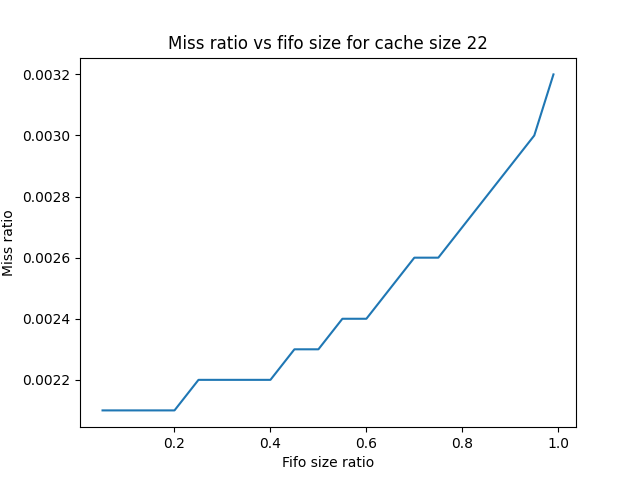 Miss ratio vs fifo size for cache size 22
Miss ratio
0.0032
0.0030
0.0028
0.0026
0.0024
0.0022
0.2 0.4 0.6 0.8 1.0
Fifo size ratio